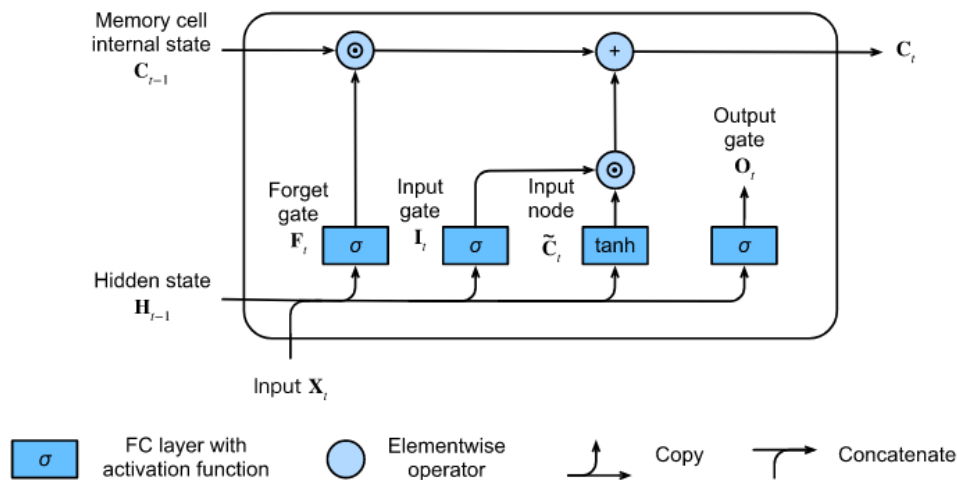 Memory cell
internal state
C_{t−1}
⊙
+
C_t
Output
gate
O_t
⊙
Forget
gate
F_t
Input
gate
I_t
Input
node
C̃_t
σ
σ
tanh
σ
Hidden state
H_{t−1}
Input X_t
σ
FC layer with
activation function
Elementwise
operator
Copy
Concatenate